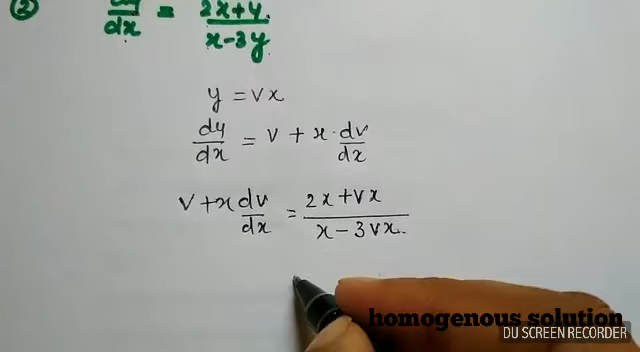 ② dy/dx = 2x+y/x-3y
y = vx
dy/dx = v + x · dv/dx
v + x dv/dx = 2x+vx/x-3vx
homogenous solution
DU SCREEN RECORDER